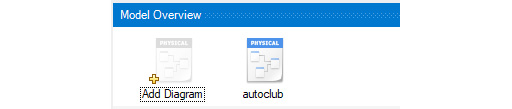 Model Overview
PHYSICAL
PHYSICAL
Add Diagram
autoclub